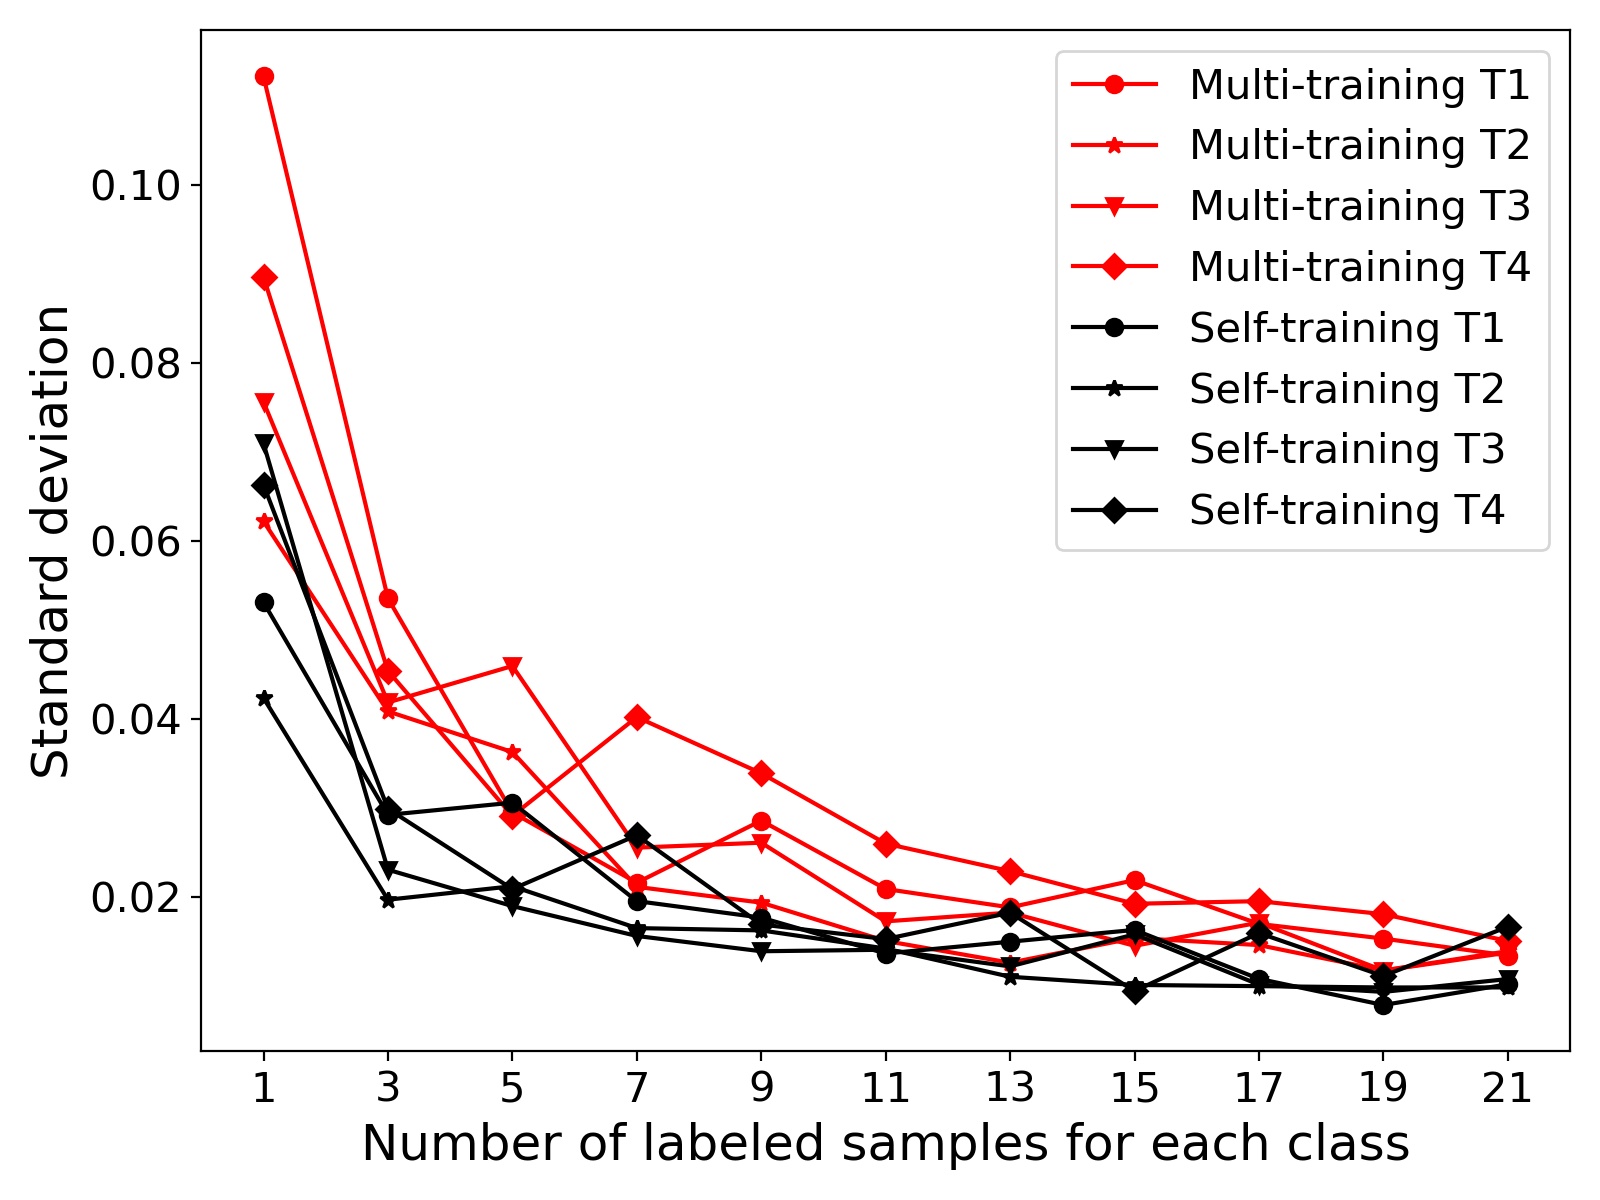 Standard deviation
0.10
0.08
0.06
0.04
0.02
Multi-training T1
Multi-training T2
Multi-training T3
Multi-training T4
Self-training T1
Self-training T2
Self-training T3
Self-training T4
1 3 5 7 9 11 13 15 17 19 21
Number of labeled samples for each class